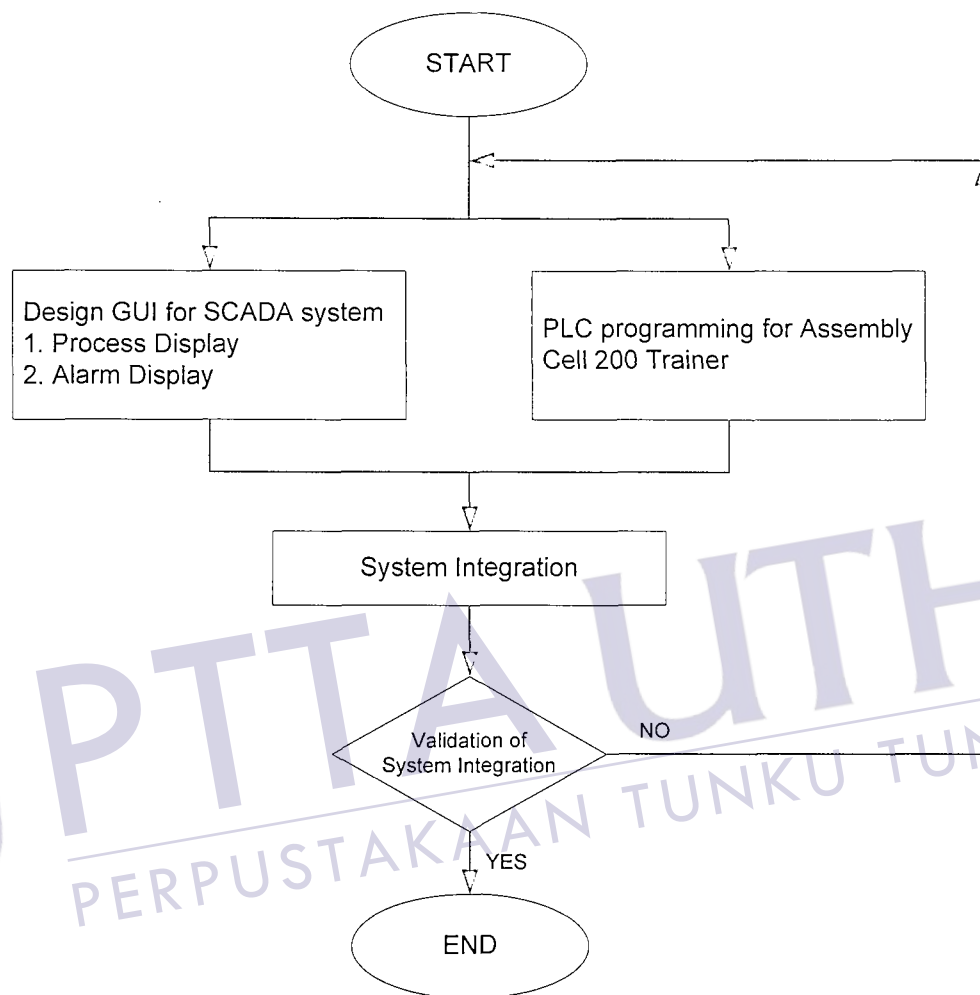 START
Design GUI for SCADA system
1. Process Display
2. Alarm Display
PLC programming for Assembly
Cell 200 Trainer
System Integration
Validation of
System Integration
NO
YES
END
PTTA UTH
PERPUSTAKAAN TUNKU TUN